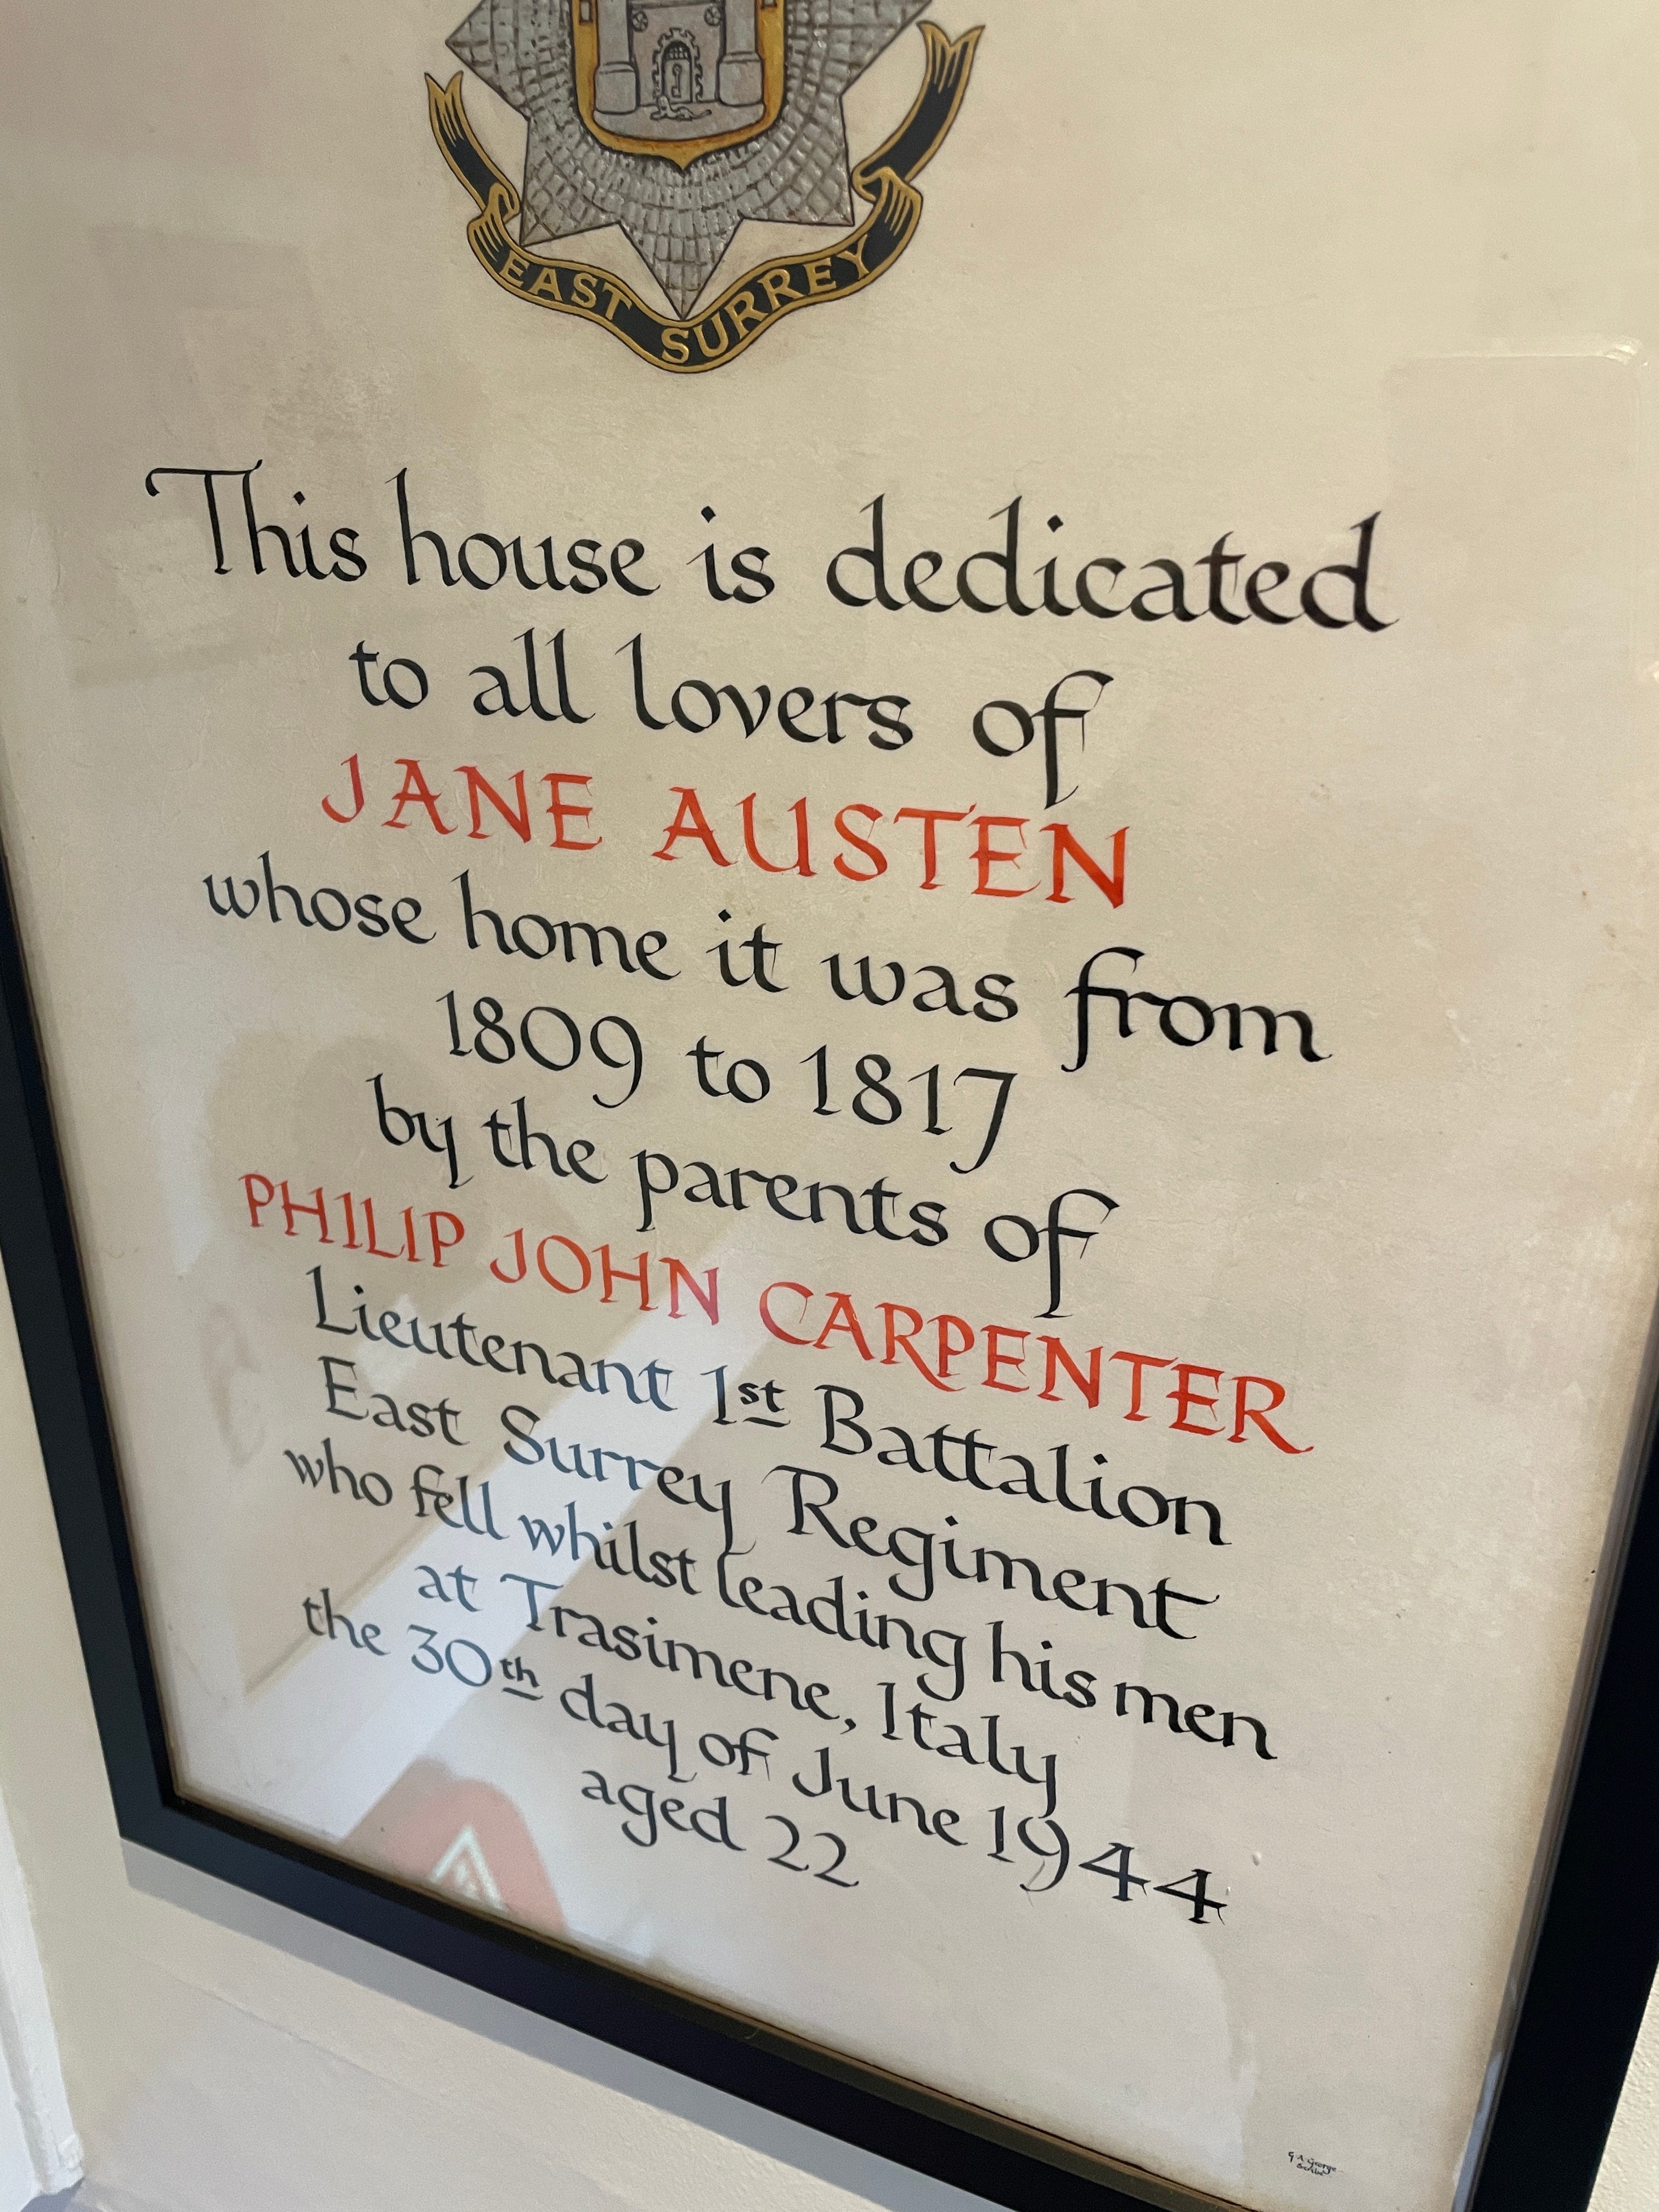 EAST SURREY
This house is dedicated
to all lovers of
JANE AUSTEN
whose home it was from
1809 to 1817
by the parents of
PHILIP JOHN CARPENTER
Lieutenant 1st Battalion
East Surrey Regiment
who fell whilst leading his men
at Trasimene, Italy
the 30th day of June 1944
aged 22
G A George
Scribe